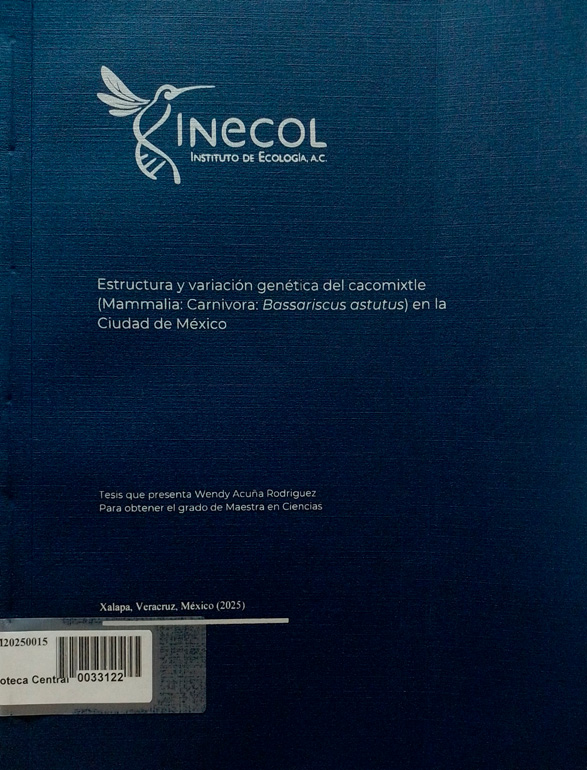 INECOL
INSTITUTO DE ECOLOGÍA, A.C.
Estructura y variación genética del cacomixtle
(Mammalia: Carnivora: Bassariscus astutus) en la
Ciudad de México
Tesis que presenta Wendy Acuña Rodriguez
Para obtener el grado de Maestra en Ciencias
Xalapa, Veracruz, México (2025)
20250015
oteca Central 0033122